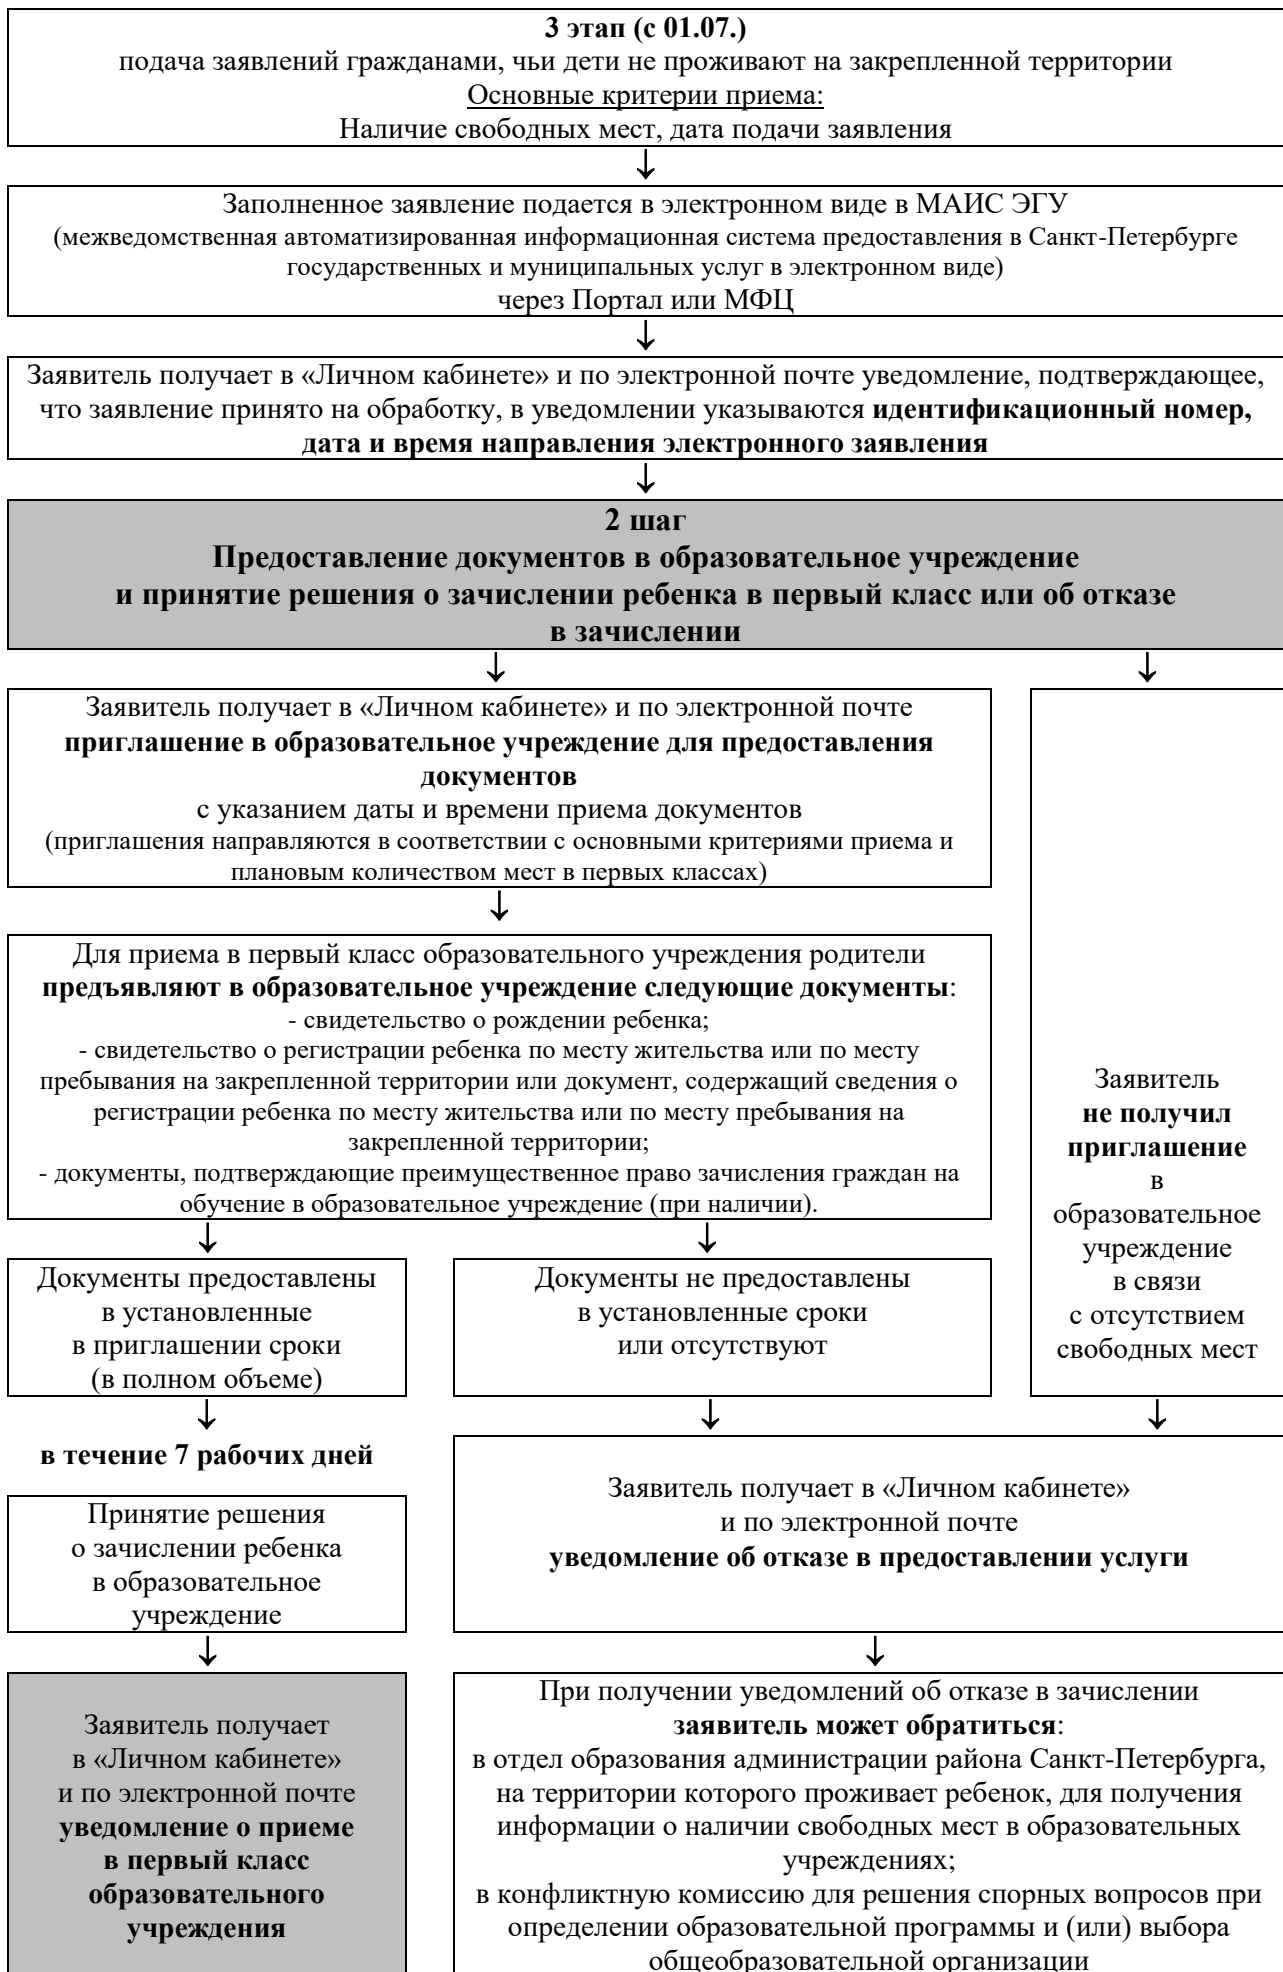 3 этап (с 01.07.)
подача заявлений гражданами, чьи дети не проживают на закрепленной территории
Основные критерии приема:
Наличие свободных мест, дата подачи заявления
Заполненное заявление подается в электронном виде в МАИС ЭГУ
(межведомственная автоматизированная информационная система предоставления в Санкт-Петербурге
государственных и муниципальных услуг в электронном виде)
через Портал или МФЦ
Заявитель получает в «Личном кабинете» и по электронной почте уведомление, подтверждающее,
что заявление принято на обработку, в уведомлении указываются идентификационный номер,
дата и время направления электронного заявления
2 шаг
Предоставление документов в образовательное учреждение
и принятие решения о зачислении ребенка в первый класс или об отказе
в зачислении
Заявитель получает в «Личном кабинете» и по электронной почте
приглашение в образовательное учреждение для предоставления
документов
с указанием даты и времени приема документов
(приглашения направляются в соответствии с основными критериями приема и
плановым количеством мест в первых классах)
Для приема в первый класс образовательного учреждения родители
предъявляют в образовательное учреждение следующие документы:
- свидетельство о рождении ребенка;
- свидетельство о регистрации ребенка по месту жительства или по месту
пребывания на закрепленной территории или документ, содержащий сведения о
регистрации ребенка по месту жительства или по месту пребывания на
закрепленной территории;
- документы, подтверждающие преимущественное право зачисления граждан на
обучение в образовательное учреждение (при наличии).
Заявитель
не получил
приглашение
в
образовательное
учреждение
в связи
с отсутствием
свободных мест
Документы предоставлены
в установленные
в приглашении сроки
(в полном объеме)
Документы не предоставлены
в установленные сроки
или отсутствуют
в течение 7 рабочих дней
Принятие решения
о зачислении ребенка
в образовательное
учреждение
Заявитель получает в «Личном кабинете»
и по электронной почте
уведомление об отказе в предоставлении услуги
Заявитель получает
в «Личном кабинете»
и по электронной почте
уведомление о приеме
в первый класс
образовательного
учреждения
При получении уведомлений об отказе в зачислении
заявитель может обратиться:
в отдел образования администрации района Санкт-Петербурга,
на территории которого проживает ребенок, для получения
информации о наличии свободных мест в образовательных
учреждениях;
в конфликтную комиссию для решения спорных вопросов при
определении образовательной программы и (или) выбора
общеобразовательной организации